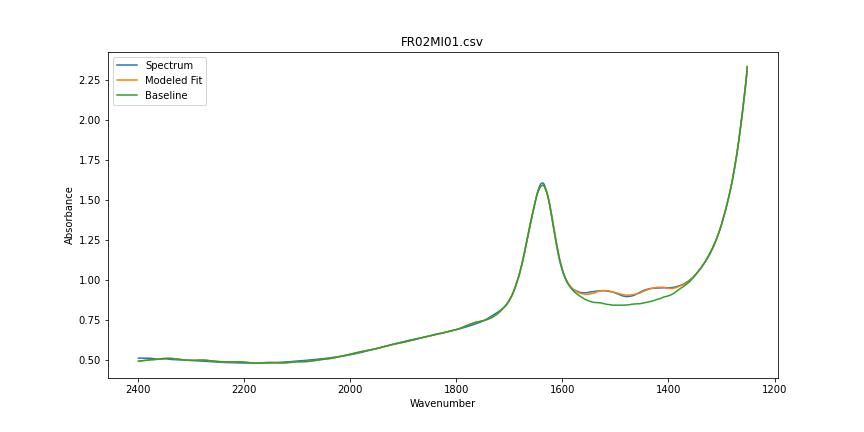 FR02MI01.csv
Spectrum
Modeled Fit
Baseline
2.25
2.00
1.75
1.50
1.25
1.00
0.75
0.50
Absorbance
2400 2200 2000 1800 1600 1400 1200
Wavenumber